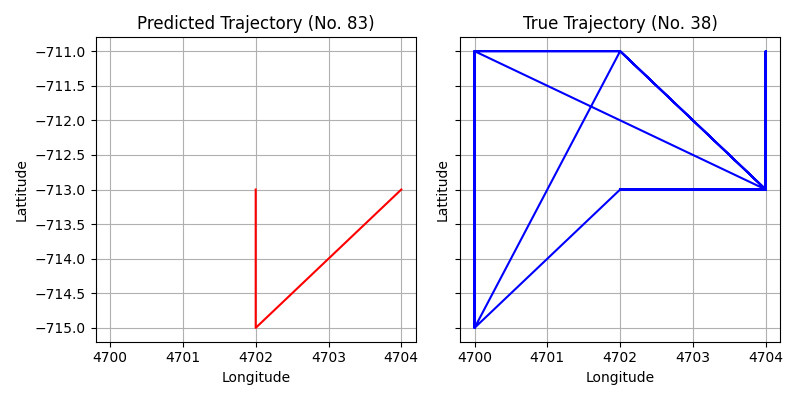 Predicted Trajectory (No. 83)
True Trajectory (No. 38)
−711.0
−711.5
−712.0
−712.5
−713.0
−713.5
−714.0
−714.5
−715.0
Lattitude
Lattitude
4700 4701 4702 4703 4704
4700 4701 4702 4703 4704
Longitude
Longitude